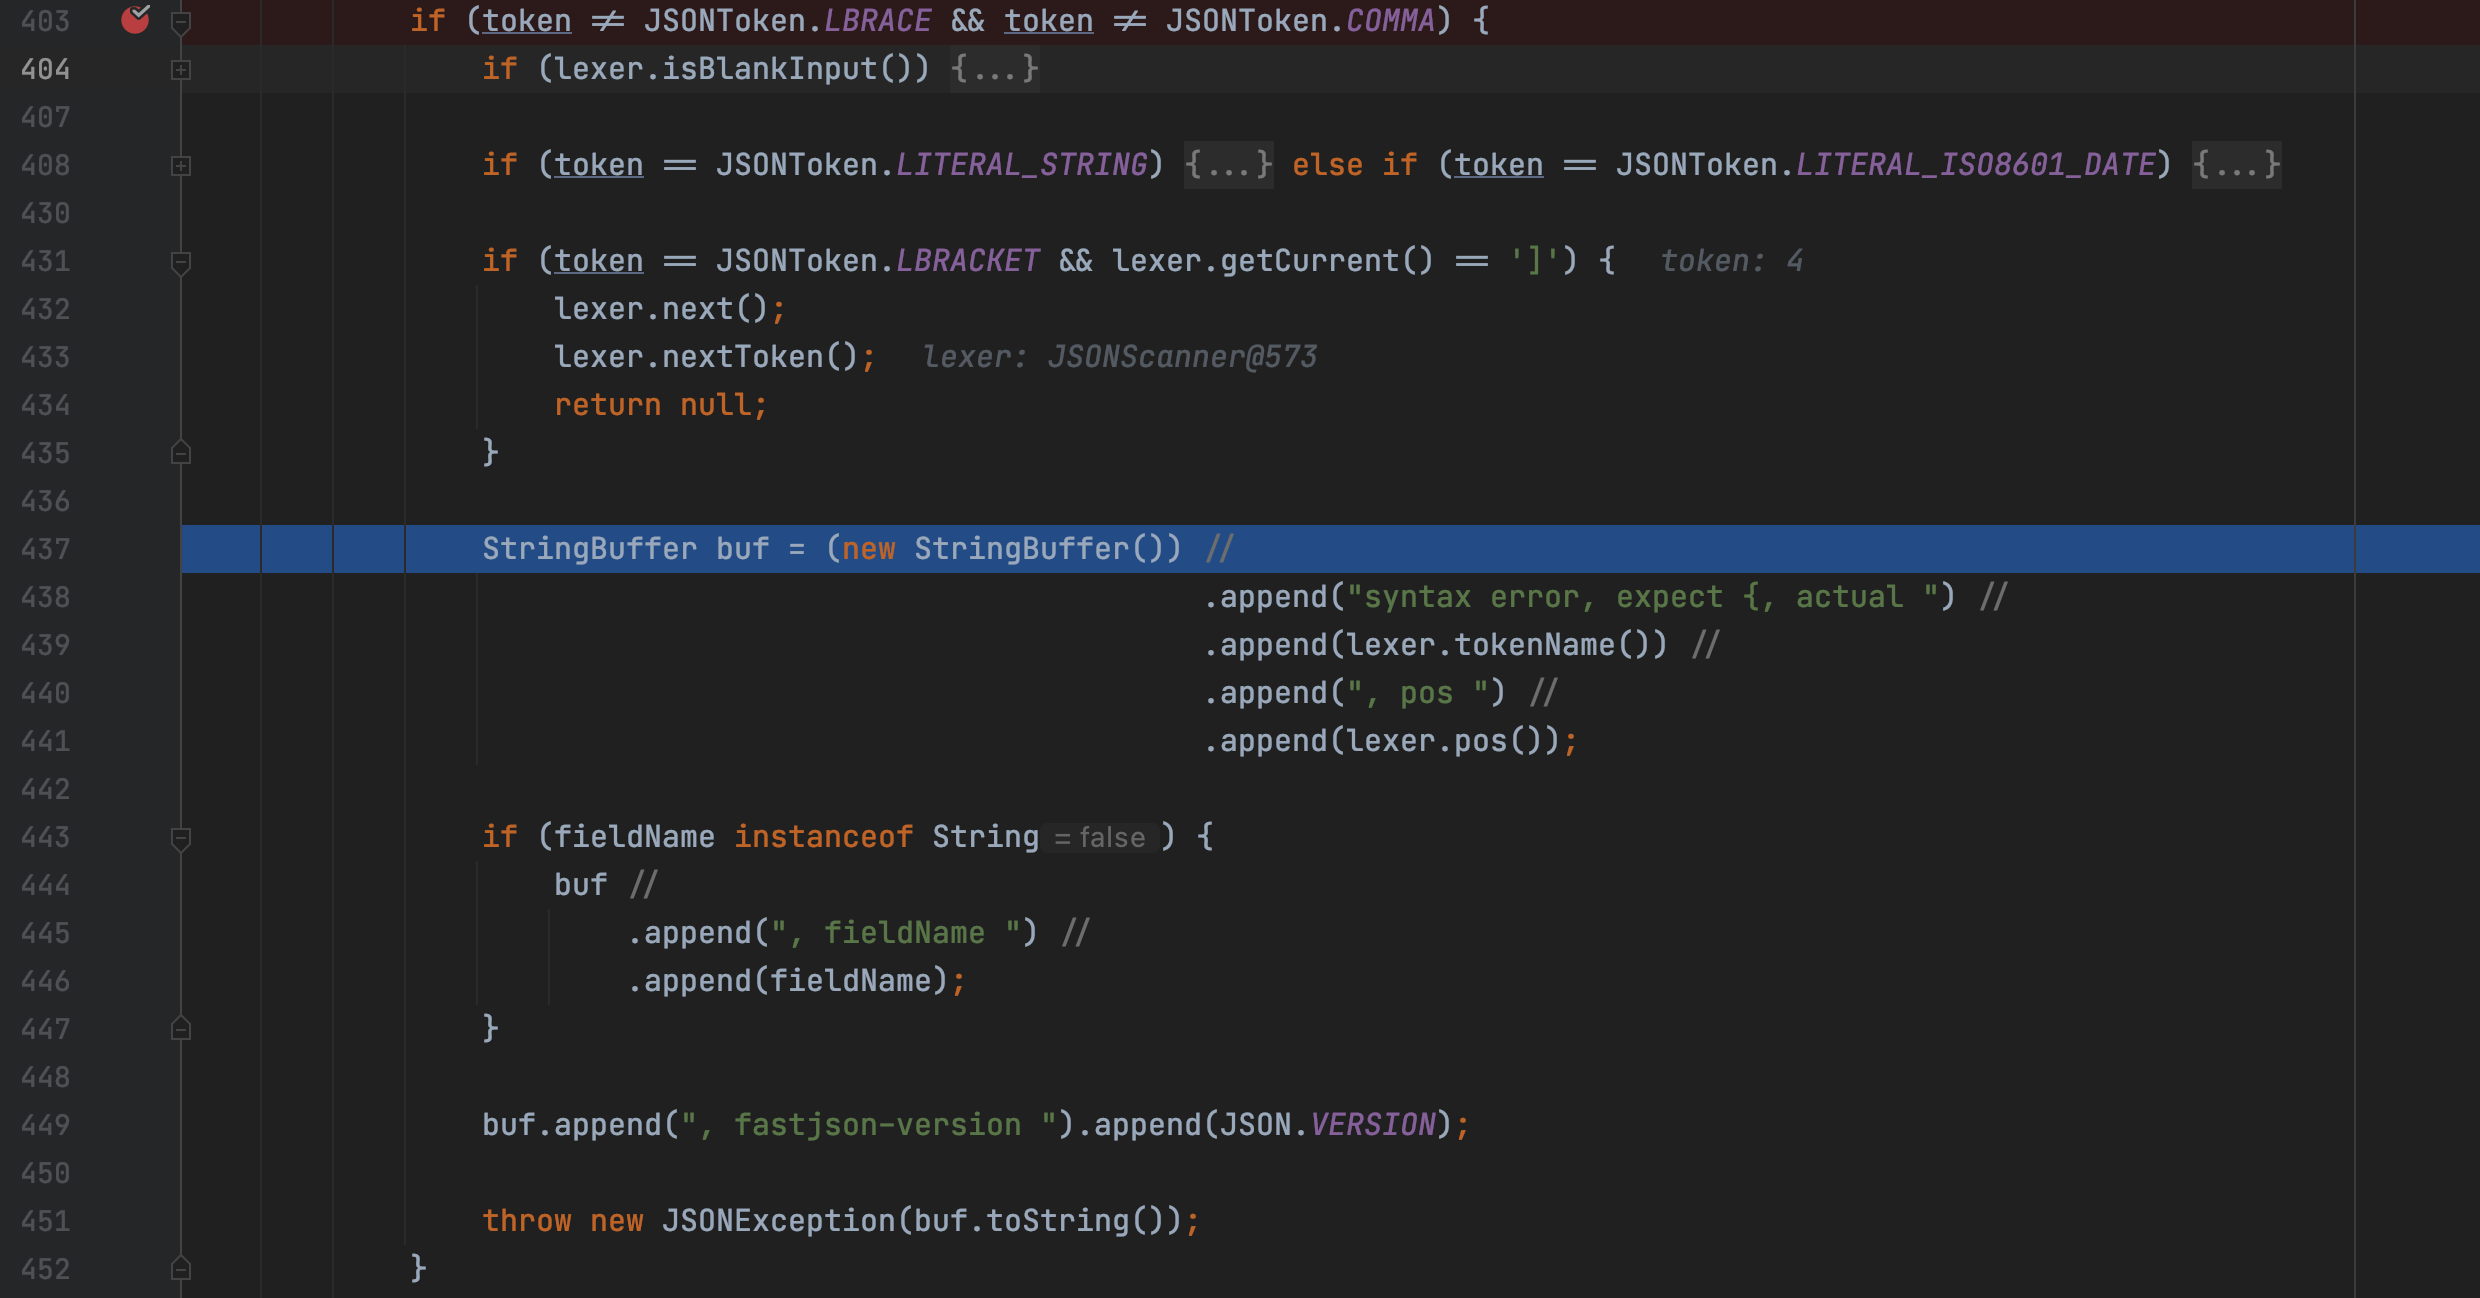 403 if (token ≠ JSONToken.LBRACE && token ≠ JSONToken.COMMA) {
404 if (lexer.isBlankInput()) {...}
407
408 if (token == JSONToken.LITERAL_STRING) {...} else if (token == JSONToken.LITERAL_ISO8601_DATE) {...}
430
431 if (token == JSONToken.LBRACKET && lexer.getCurrent() == ']') { token: 4
432 lexer.next();
433 lexer.nextToken(); lexer: JSONScanner@573
434 return null;
435 }
436
437 StringBuffer buf = (new StringBuffer()) //
438 .append("syntax error, expect {, actual ") //
439 .append(lexer.tokenName()) //
440 .append(", pos ") //
441 .append(lexer.pos());
442
443 if (fieldName instanceof String = false ) {
444 buf //
445 .append(", fieldName ") //
446 .append(fieldName);
447 }
448
449 buf.append(", fastjson-version ").append(JSON.VERSION);
450
451 throw new JSONException(buf.toString());
452 }